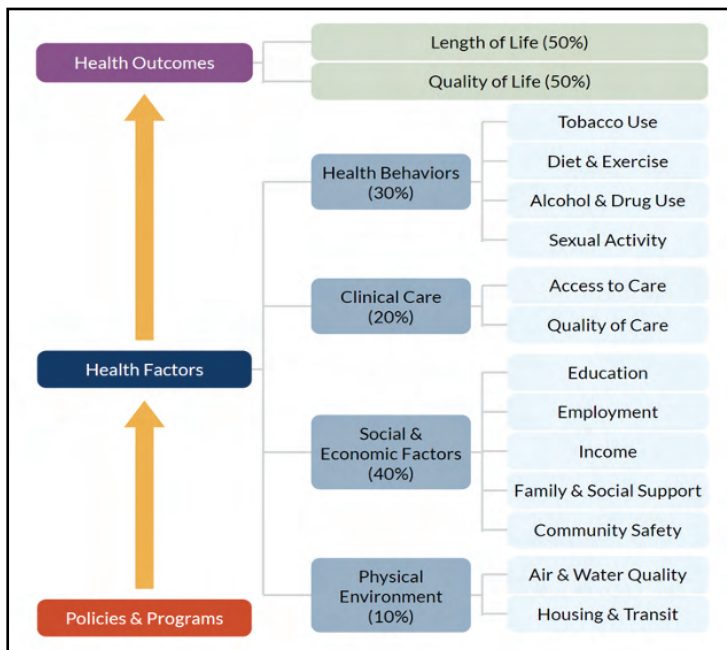 Health Outcomes
Length of Life (50%)
Quality of Life (50%)
Health Behaviors
(30%)
Tobacco Use
Diet & Exercise
Alcohol & Drug Use
Sexual Activity
Clinical Care
(20%)
Access to Care
Quality of Care
Health Factors
Social &
Economic Factors
(40%)
Education
Employment
Income
Family & Social Support
Community Safety
Physical
Environment
(10%)
Air & Water Quality
Housing & Transit
Policies & Programs